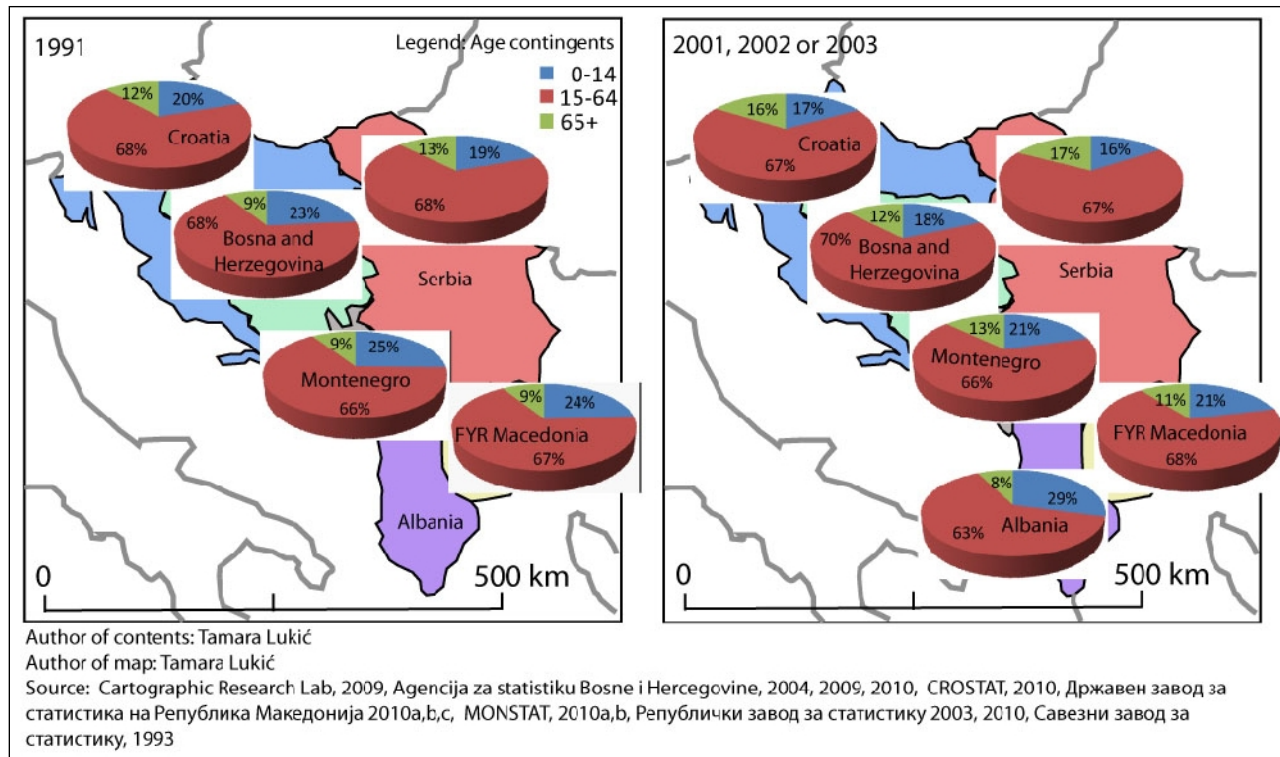 1991
Legend: Age contingents
0-14
15-64
65+
12%
20%
Croatia
68%
13%
19%
68%
9%
23%
68%
Bosna and
Herzegovina
Serbia
9%
25%
Montenegro
66%
9%
24%
FYR Macedonia
67%
Albania
0
500 km
2001, 2002 or 2003
16%
17%
Croatia
67%
17%
16%
67%
12%
18%
70%
Bosna and
Herzegovina
Serbia
13%
21%
Montenegro
66%
11%
21%
FYR Macedonia
68%
8%
29%
63%
Albania
0
500 km
Author of contents: Tamara Lukić
Author of map: Tamara Lukić
Source: Cartographic Research Lab, 2009, Agencija za statistiku Bosne i Hercegovine, 2004, 2009, 2010, CROSTAT, 2010, Државен завод за
статистика на Република Македонија 2010a,b,c, MONSTAT, 2010a,b, Републички завод за статистику 2003, 2010, Савезни завод за
статистику, 1993